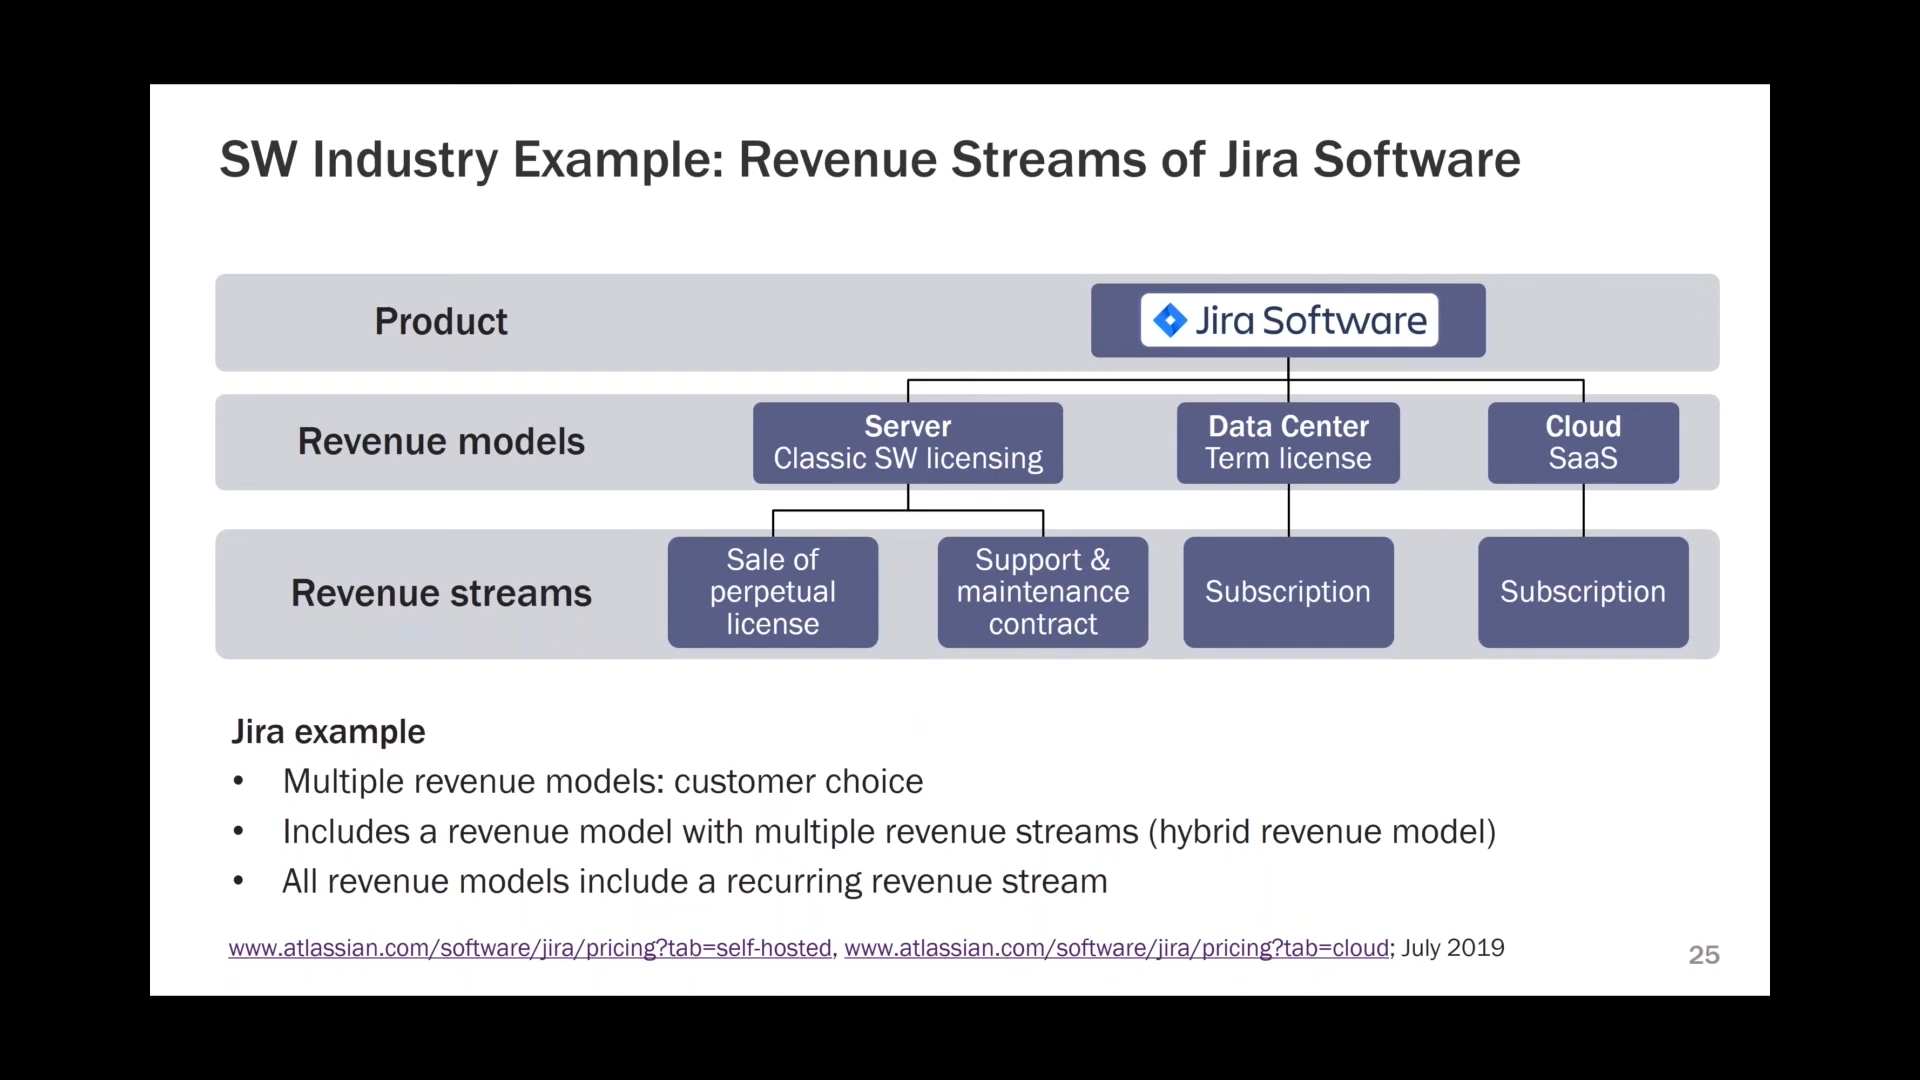 SW Industry Example: Revenue Streams of Jira Software
Product
Jira Software
Revenue models
Server
Classic SW licensing
Data Center
Term license
Cloud
SaaS
Revenue streams
Sale of
perpetual
license
Support &
maintenance
contract
Subscription
Subscription
Jira example
• Multiple revenue models: customer choice
• Includes a revenue model with multiple revenue streams (hybrid revenue model)
• All revenue models include a recurring revenue stream
www.atlassian.com/software/jira/pricing?tab=self-hosted, www.atlassian.com/software/jira/pricing?tab=cloud; July 2019
25